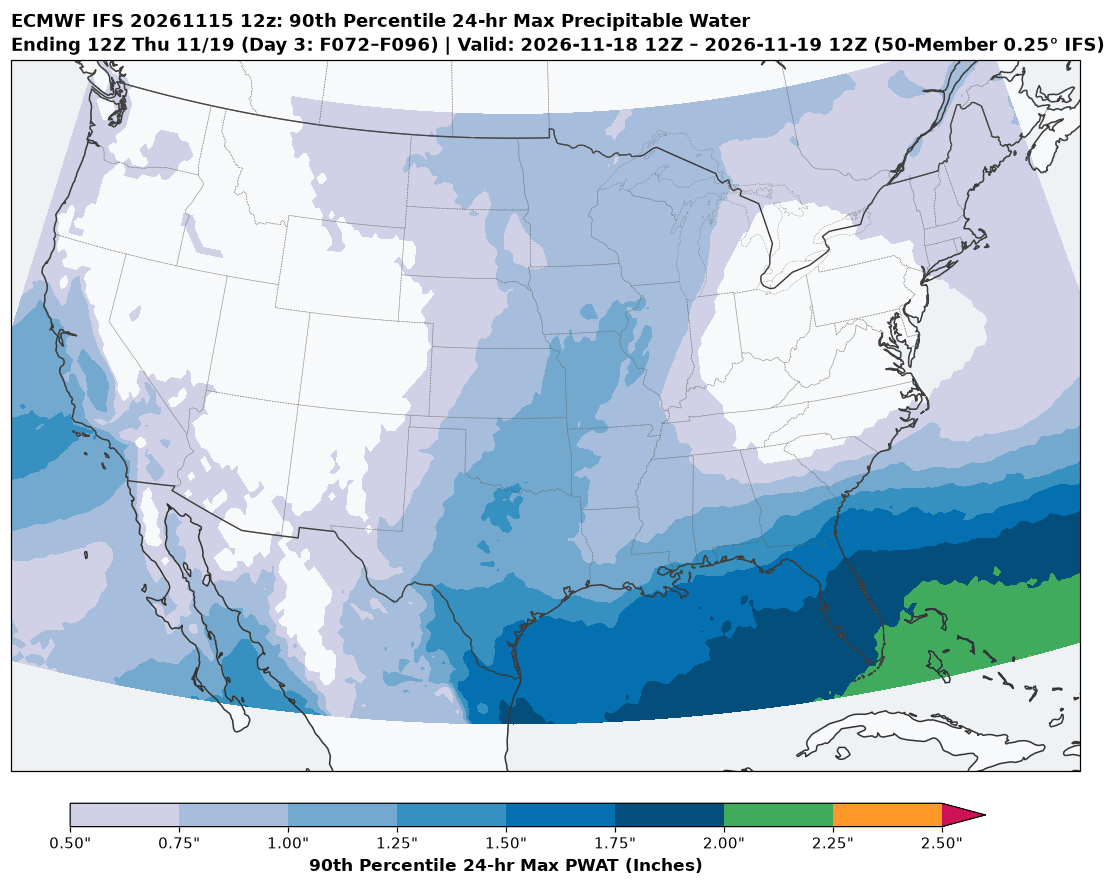 ECMWF IFS 20261115 12z: 90th Percentile 24-hr Max Precipitable Water
Ending 12Z Thu 11/19 (Day 3: F072–F096) | Valid: 2026-11-18 12Z – 2026-11-19 12Z (50-Member 0.25° IFS)
0.50" 0.75" 1.00" 1.25" 1.50" 1.75" 2.00" 2.25" 2.50"
90th Percentile 24-hr Max PWAT (Inches)